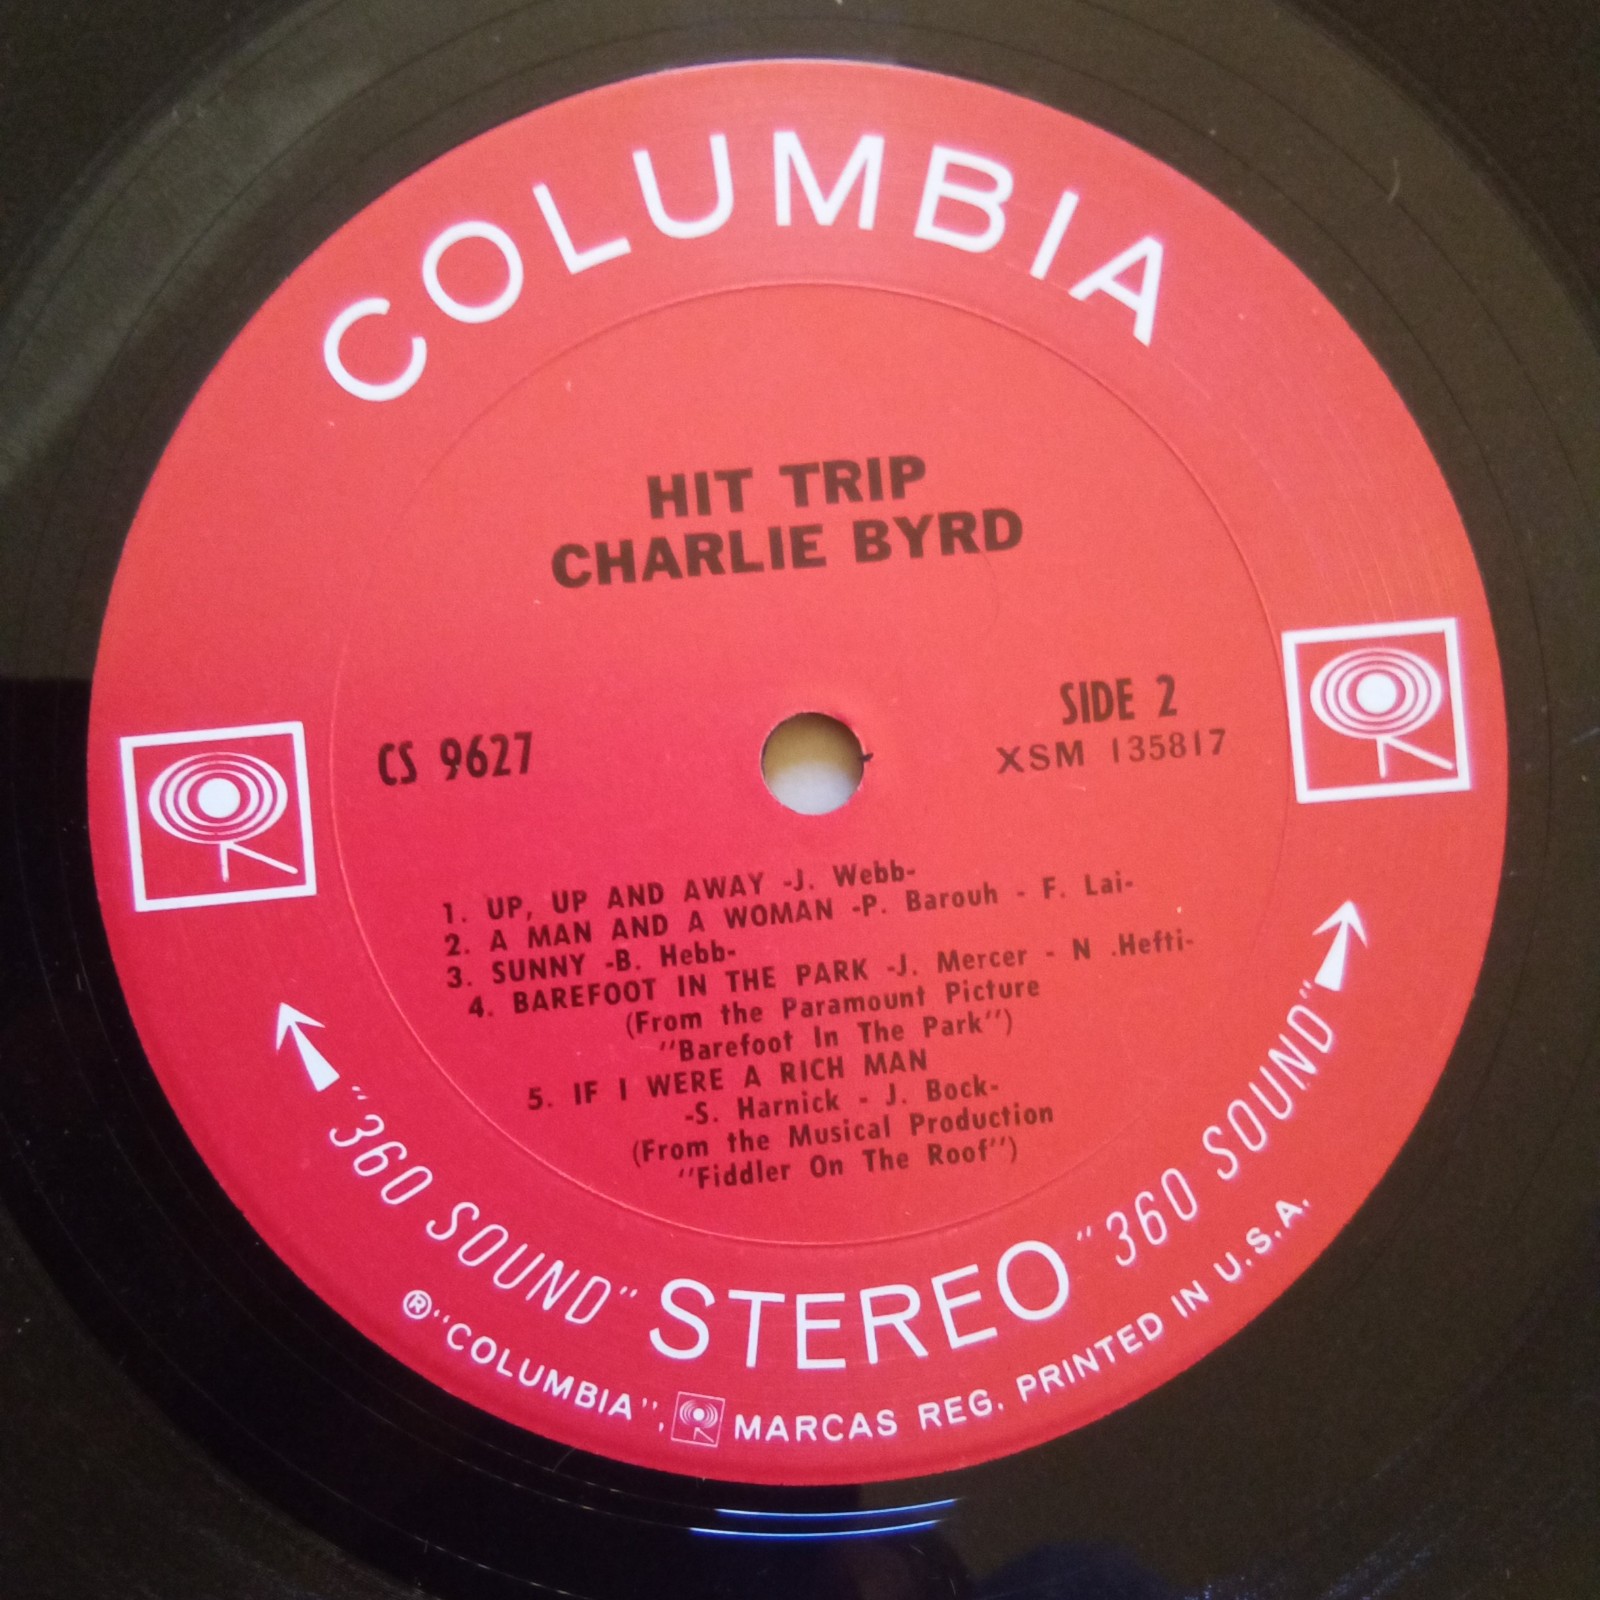 COLUMBIA
HIT TRIP
CHARLIE BYRD
CS 9627
SIDE 2
XSM 135817
1. UP, UP AND AWAY -J. Webb-
2. A MAN AND A WOMAN -P. Barouh - F. Lai-
3. SUNNY -B. Hebb-
4. BAREFOOT IN THE PARK -J. Mercer - N .Hefti-
(From the Paramount Picture
"Barefoot In The Park")
5. IF I WERE A RICH MAN
-S. Harnick - J. Bock-
(From the Musical Production
"Fiddler On The Roof")
"360 SOUND" STEREO "360 SOUND"
®"COLUMBIA", MARCAS REG. PRINTED IN U.S.A.